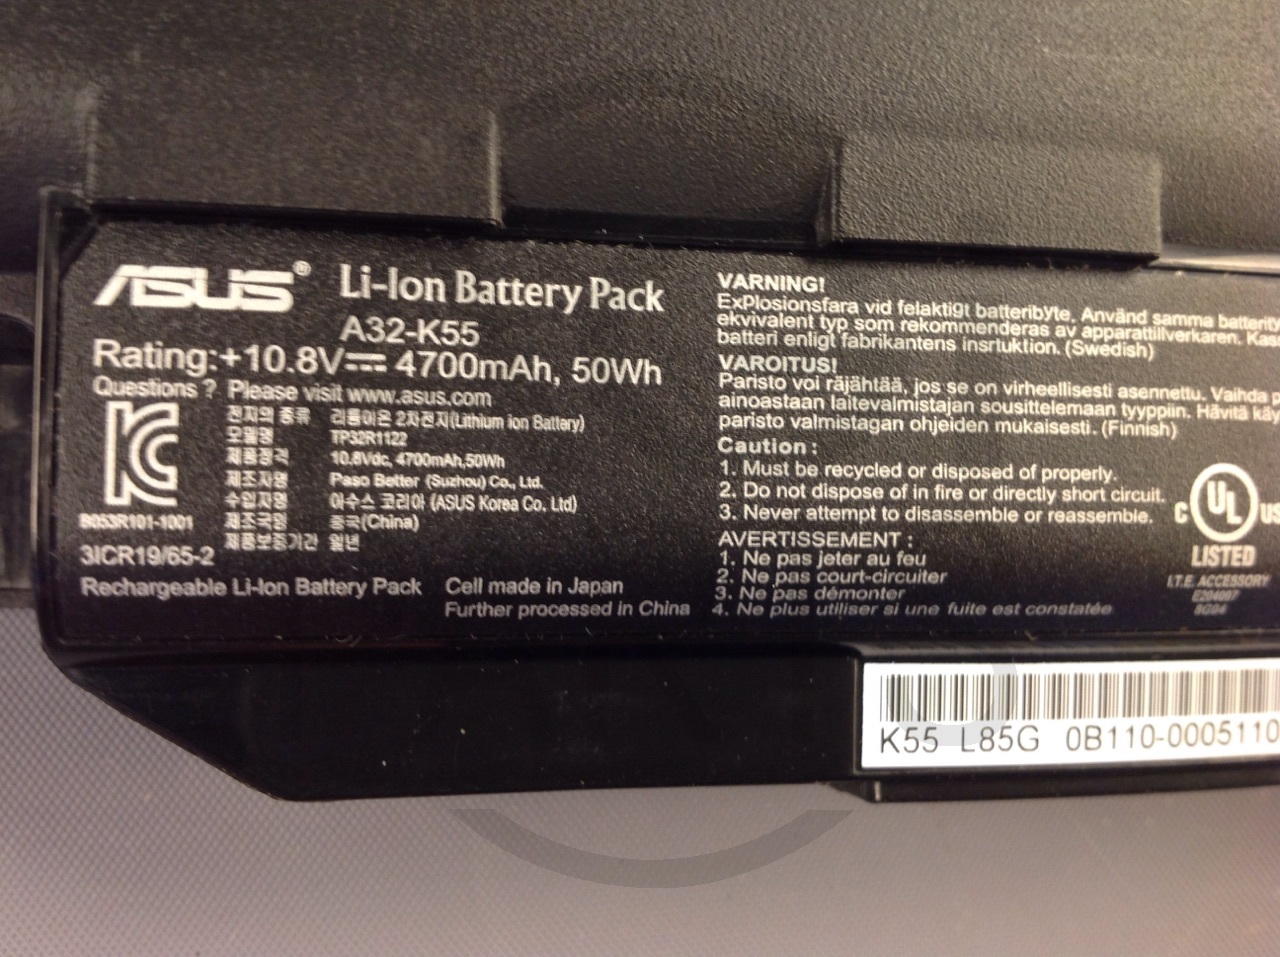 ASUS® Li-Ion Battery Pack
A32-K55
Rating:+10.8V⎓ 4700mAh, 50Wh
Questions ? Please visit www.asus.com
전지의 종류 리튬이온 2차전지(Lithium ion Battery)
모델명 TP32R1122
제품정격 10.8Vdc, 4700mAh,50Wh
제조자명 Paso Better (Suzhou) Co., Ltd.
수입자명 아수스 코리아 (ASUS Korea Co. Ltd)
B053R101-1001 제조국명 중국(China)
제품보증기간 일년
3ICR19/65-2
Rechargeable Li-Ion Battery Pack
Cell made in Japan
Further processed in China
VARNING!
ExPlosionsfara vid felaktigt batteribyte. Använd samma
ekvivalent typ som rekommenderas av apparattillverkaren.
batteri enligt fabrikantens insrtuktion. (Swedish)
VAROITUS!
Paristo voi räjähtää, jos se on virheellisesti asennettu. Vaihda
ainoastaan laitevalmistajan sousittelemaan tyyppiin. Hävitä
paristo valmistagan ohjeiden mukaisesti. (Finnish)
Caution :
1. Must be recycled or disposed of properly.
2. Do not dispose of in fire or directly short circuit.
3. Never attempt to disassemble or reassemble.
AVERTISSEMENT :
1. Ne pas jeter au feu
2. Ne pas court-circuiter
3. Ne pas démonter
4. Ne plus utiliser si une fuite est constatée
C UL US
LISTED
I.T.E. ACCESSORY
E204097
8G04
K55 L85G 0B110-0005110